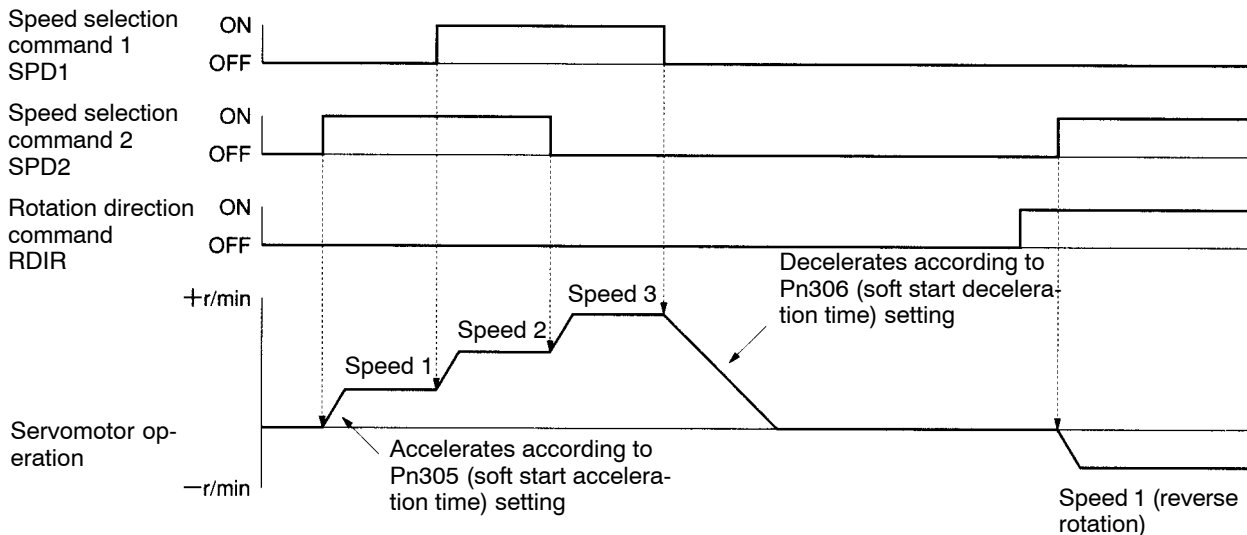 Speed selection
command 1
SPD1
ON
OFF
Speed selection
command 2
SPD2
ON
OFF
Rotation direction
command
RDIR
ON
OFF
Decelerates according to
Pn306 (soft start decelera-
tion time) setting
+r/min
Speed 3
Speed 2
Speed 1
Servomotor op-
eration
Accelerates according to
Pn305 (soft start accelera-
tion time) setting
−r/min
Speed 1 (reverse
rotation)